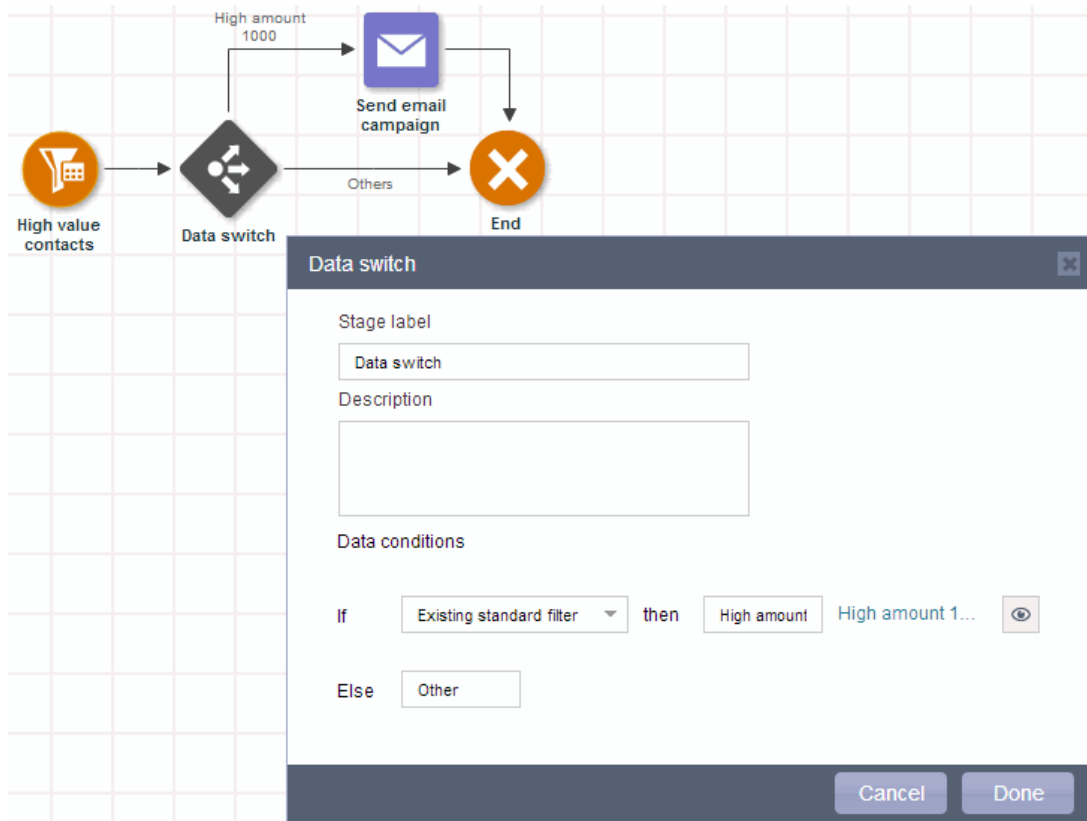 High amount
1000
Send email
campaign
Others
High value
contacts
Data switch
End
Data switch
Stage label
Data switch
Description
Data conditions
If Existing standard filter then High amount High amount 1...
Else Other
Cancel Done